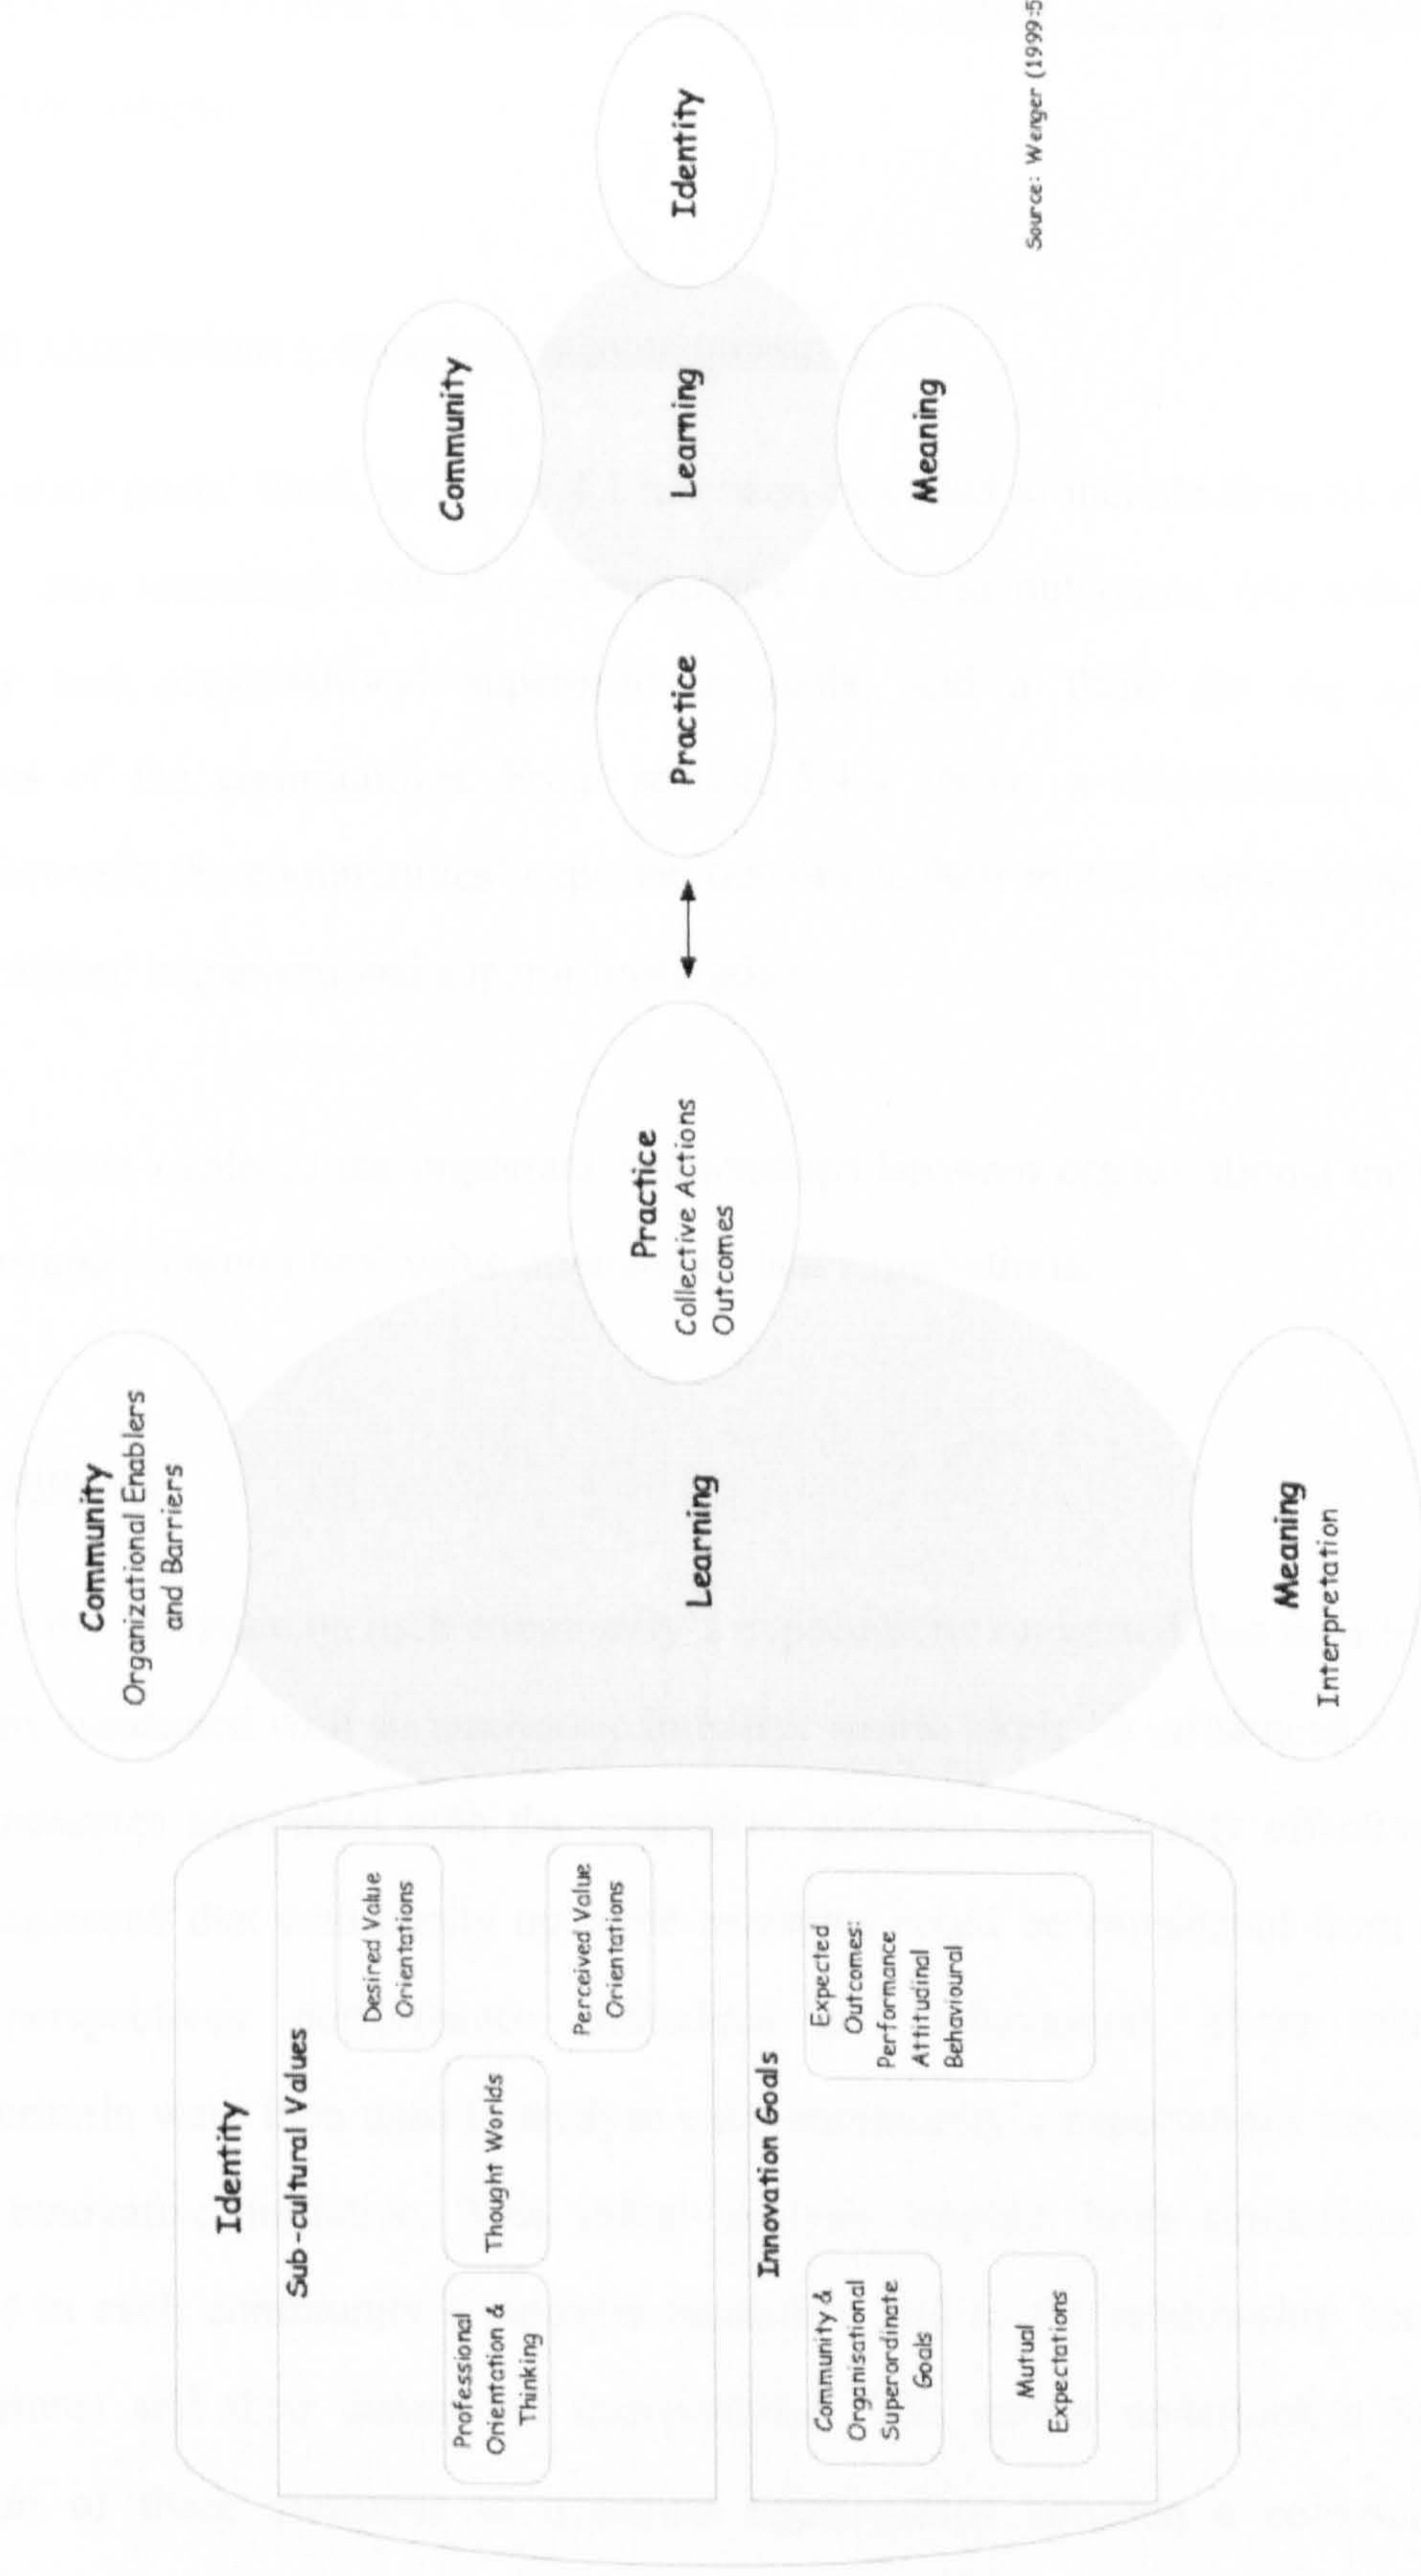 Identity
Sub-cultural Values
Professional
Orientation &
Thinking
Thought Worlds
Desired Value
Orientations
Perceived Value
Orientations
Innovation Goals
Community &
Organisational
Superordinate
Goals
Mutual
Expectations
Expected
Outcomes:
Performance
Attitudinal
Behavioural
Community
Organizational Enablers
and Barriers
Learning
Meaning
Interpretation
Practice
Collective Actions
Outcomes
Practice
Community
Learning
Meaning
Identity
Source: Wenger (1999:5